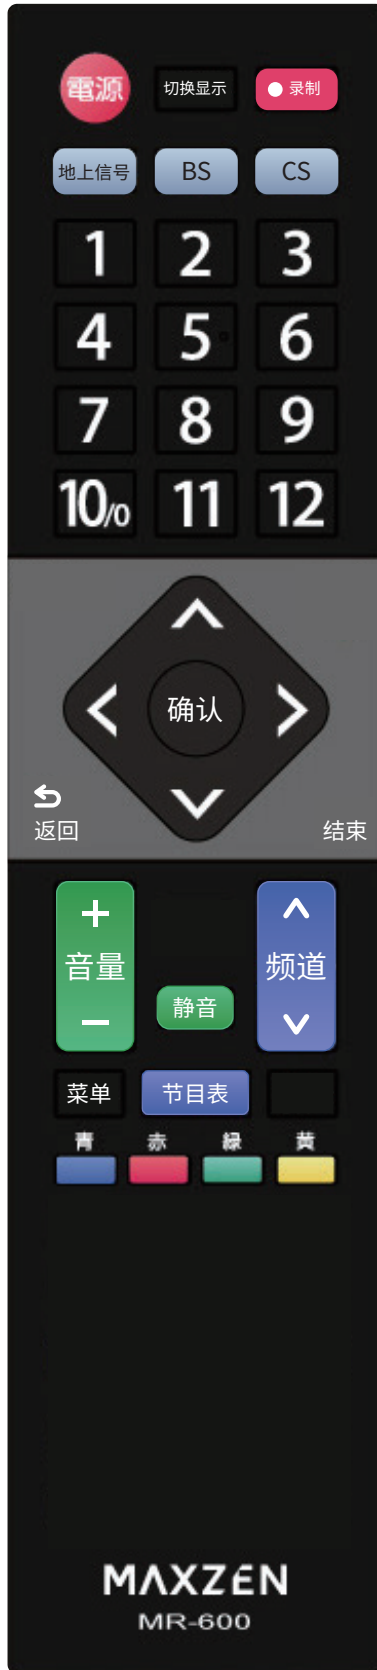 電源 切换显示 录制
地上信号 BS CS
1 2 3
4 5 6
7 8 9
10/0 11 12
确认
返回 结束
音量 频道
静音
菜单 节目表
青 赤 緑 黄
MAXZEN
MR-600